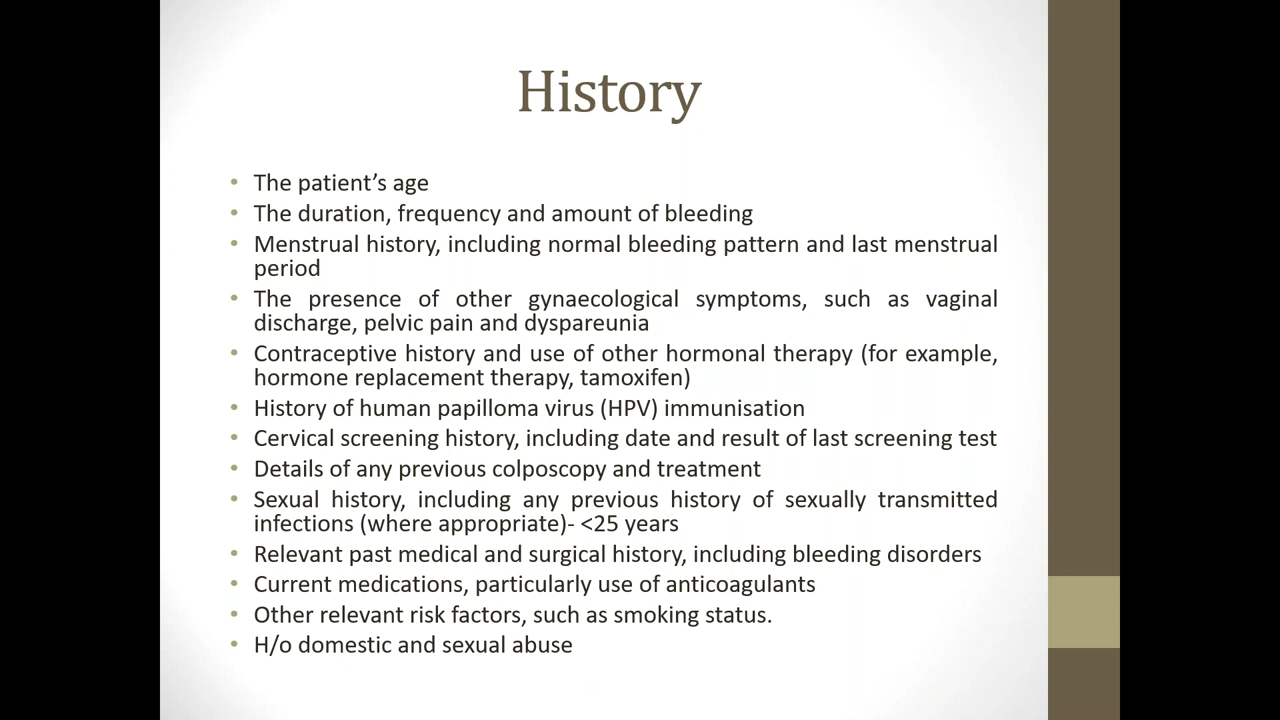 History
• The patient’s age
• The duration, frequency and amount of bleeding
• Menstrual history, including normal bleeding pattern and last menstrual
period
• The presence of other gynaecological symptoms, such as vaginal
discharge, pelvic pain and dyspareunia
• Contraceptive history and use of other hormonal therapy (for example,
hormone replacement therapy, tamoxifen)
• History of human papilloma virus (HPV) immunisation
• Cervical screening history, including date and result of last screening test
• Details of any previous colposcopy and treatment
• Sexual history, including any previous history of sexually transmitted
infections (where appropriate)- <25 years
• Relevant past medical and surgical history, including bleeding disorders
• Current medications, particularly use of anticoagulants
• Other relevant risk factors, such as smoking status.
• H/o domestic and sexual abuse